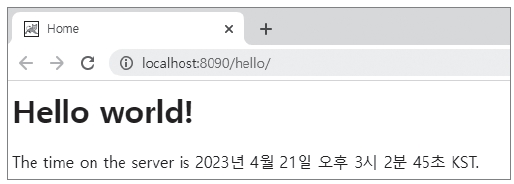 Home
localhost:8090/hello/
Hello world!
The time on the server is 2023년 4월 21일 오후 3시 2분 45초 KST.